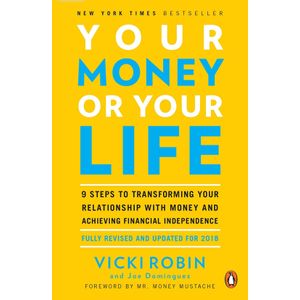 NEW YORK TIMES BESTSELLER
YOUR
MONEY
OR YOUR
LIFE
9 STEPS TO TRANSFORMING YOUR
RELATIONSHIP WITH MONEY AND
ACHIEVING FINANCIAL INDEPENDENCE
FULLY REVISED AND UPDATED FOR 2018
VICKI ROBIN
and Joe Dominguez
FOREWORD BY MR. MONEY MUSTACHE